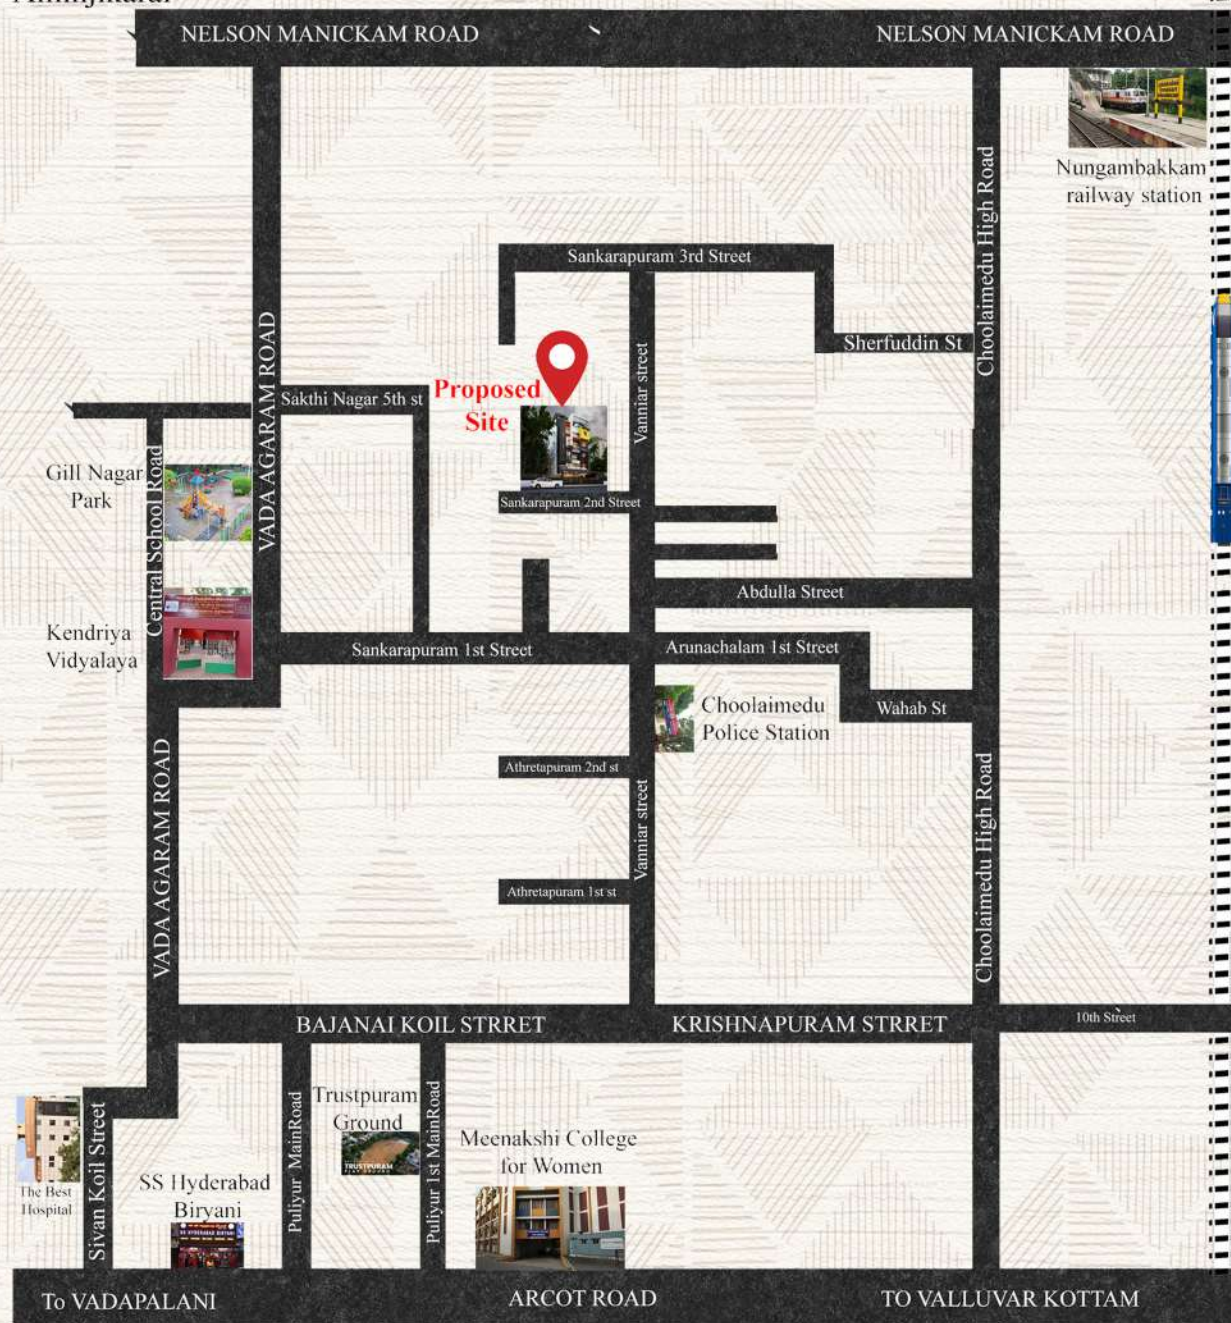 NELSON MANICKAM ROAD
NELSON MANICKAM ROAD
Nungambakkam
railway station
Choolaimedu High Road
Sankarapuram 3rd Street
Sherfuddin St
VADA AGARAM ROAD
Vanniar street
Sakthi Nagar 5th st
Proposed
Site
Gill Nagar
Park
Central School Road
Sankarapuram 2nd Street
Abdulla Street
Kendriya
Vidyalaya
Sankarapuram 1st Street
Arunachalam 1st Street
Choolaimedu
Police Station
Wahab St
Athretapuram 2nd st
VADA AGARAM ROAD
Vanniar street
Choolaimedu High Road
Athretapuram 1st st
BAJANAI KOIL STRRET
KRISHNAPURAM STRRET
10th Street
Trustpuram
Ground
TRUSTPURAM
Puliyur MainRoad
Puliyur 1st MainRoad
Meenakshi College
for Women
The Best
Hospital
Sivan Koil Street
SS Hyderabad
Biryani
SS HYDERABAD BIRYANI
To VADAPALANI
ARCOT ROAD
TO VALLUVAR KOTTAM